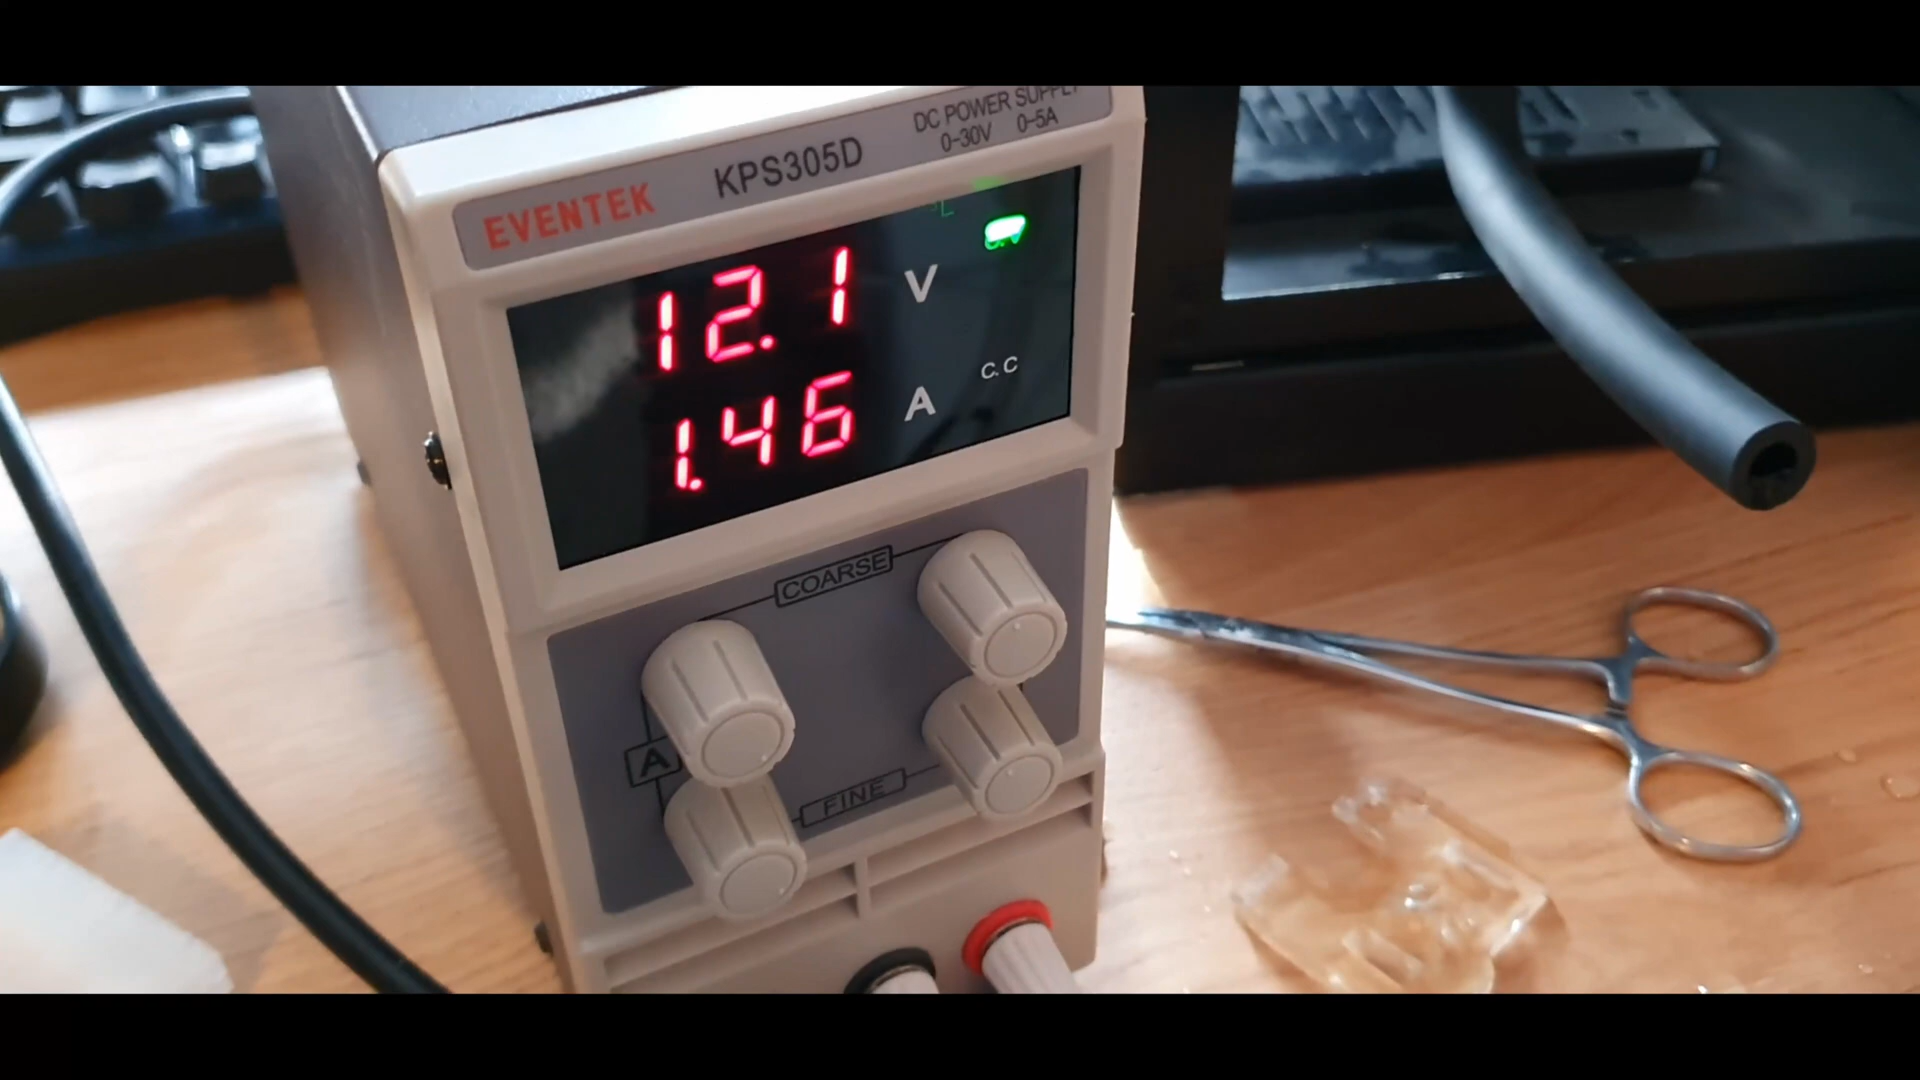 DC POWER SUPPLY
0-30V 0-5A
EVENTEK KPS305D
12.1 V
C.V
1.46 A
C.C
COARSE
A
FINE